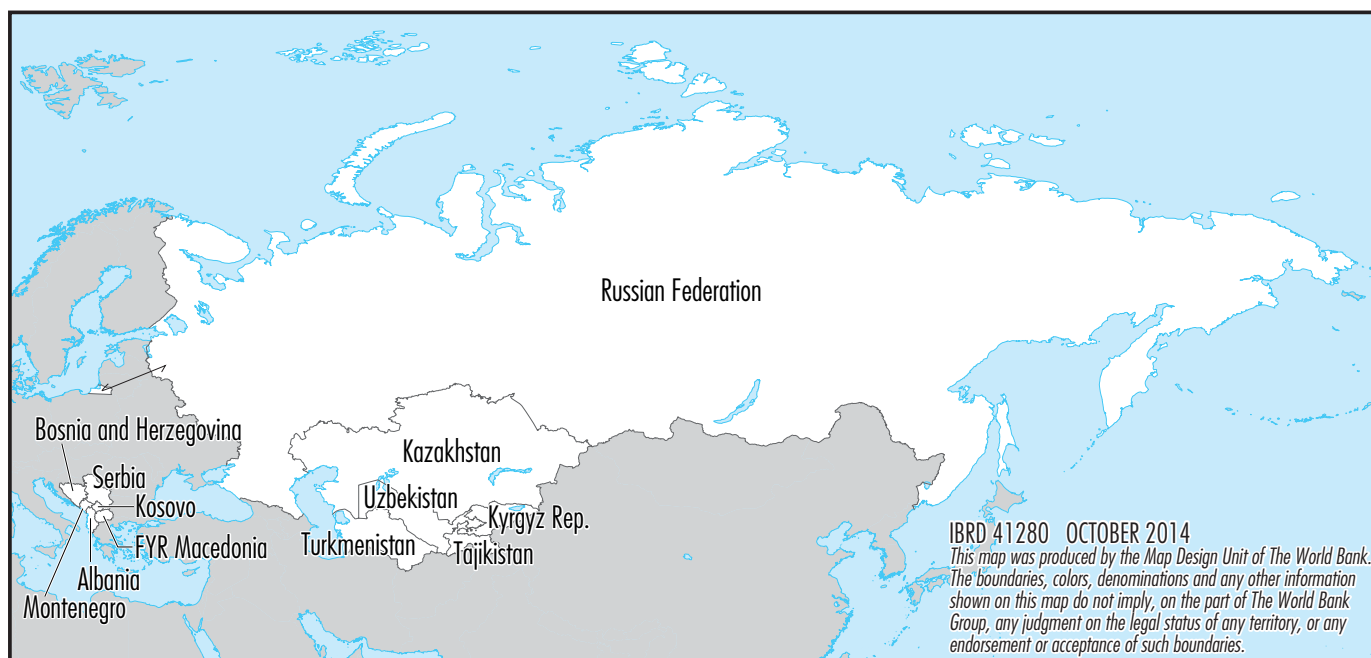 Russian Federation
Bosnia and Herzegovina
Kazakhstan
Serbia
Uzbekistan
Kosovo
Kyrgyz Rep.
FYR Macedonia
Turkmenistan
Tajikistan
Albania
Montenegro
IBRD 41280 OCTOBER 2014
This map was produced by the Map Design Unit of The World Bank.
The boundaries, colors, denominations and any other information
shown on this map do not imply, on the part of The World Bank
Group, any judgment on the legal status of any territory, or any
endorsement or acceptance of such boundaries.